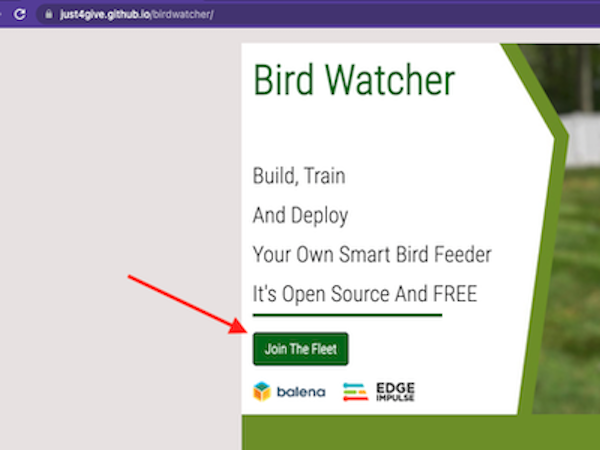 just4give.github.io/birdwatcher/
Bird Watcher
Build, Train
And Deploy
Your Own Smart Bird Feeder
It's Open Source And FREE
Join The Fleet
balena
EDGE
IMPULSE